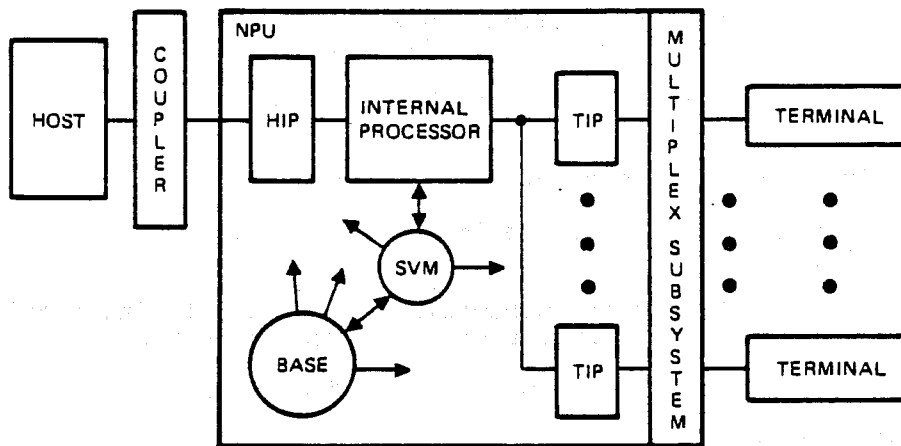 NPU
HOST
COUPLER
HIP
INTERNAL
PROCESSOR
TIP
MULTIPLEX SUBSYSTEM
TERMINAL
SVM
BASE
TIP
TERMINAL